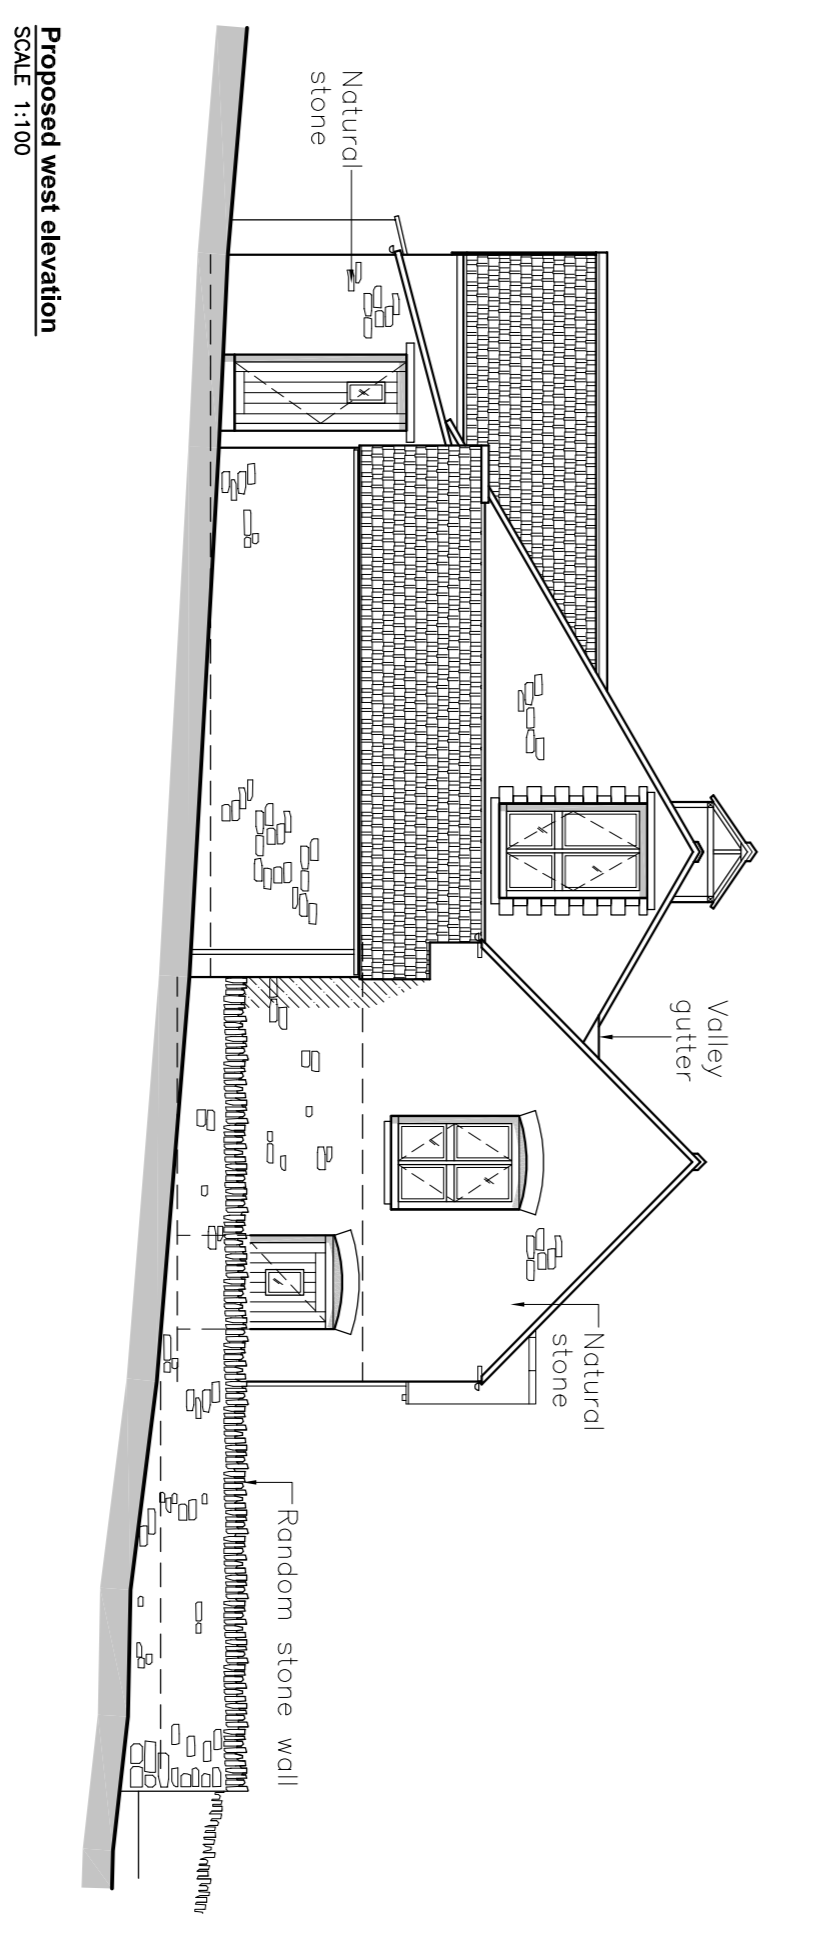 Natural
stone
Valley
gutter
Natural
stone
Random stone wall
Proposed west elevation
SCALE 1:100